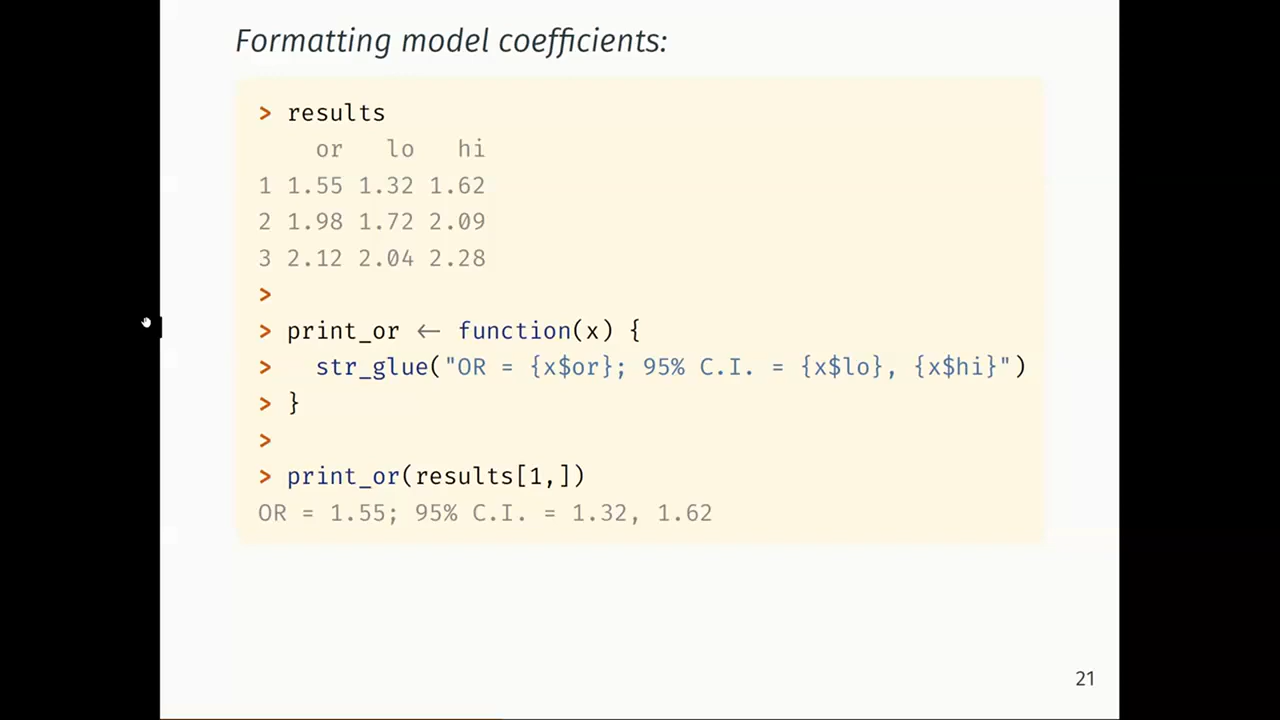 Formatting model coefficients:
> results
or lo hi
1 1.55 1.32 1.62
2 1.98 1.72 2.09
3 2.12 2.04 2.28
>
> print_or ← function(x) {
> str_glue("OR = {x$or}; 95% C.I. = {x$lo}, {x$hi}")
> }
>
> print_or(results[1,])
OR = 1.55; 95% C.I. = 1.32, 1.62
21